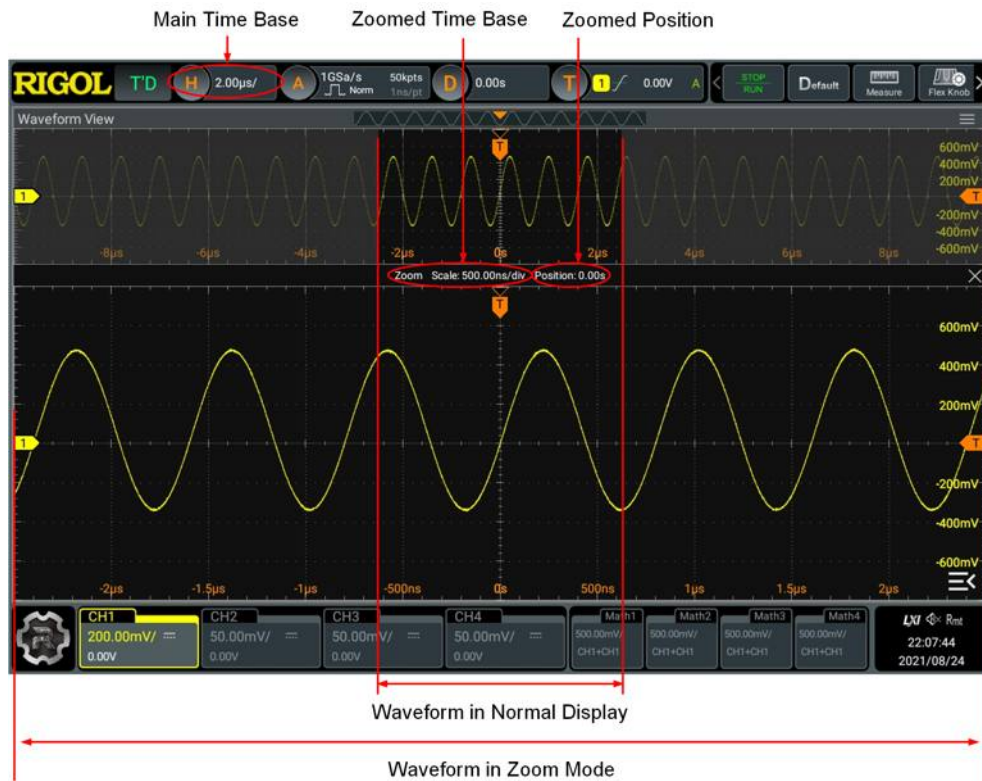 Main Time Base Zoomed Time Base Zoomed Position
RIGOL T'D H 2.00μs/ A 1GSa/s 50kpts D 0.00s T 1 0.00V A STOP Default Measure Flex Knob
Norm 1ns/pt RUN
Waveform View
T
600mV
400mV
200mV
1 T
-200mV
-400mV
-600mV
-8μs -6μs -4μs -2μs 0s 2μs 4μs 6μs 8μs
Zoom Scale: 500.00ns/div Position: 0.00s
T
600mV
400mV
200mV
1 T
-200mV
-400mV
-600mV
-2μs -1.5μs -1μs -500ns 0s 500ns 1μs 1.5μs 2μs
CH1 CH2 CH3 CH4 Math1 Math2 Math3 Math4 LXI Rmt
200.00mV/ 50.00mV/ 50.00mV/ 50.00mV/ 500.00mV/ 500.00mV/ 500.00mV/ 500.00mV/ 22:07:44
0.00V 0.00V 0.00V 0.00V CH1+CH1 CH1+CH1 CH1+CH1 CH1+CH1 2021/08/24
Waveform in Normal Display
Waveform in Zoom Mode